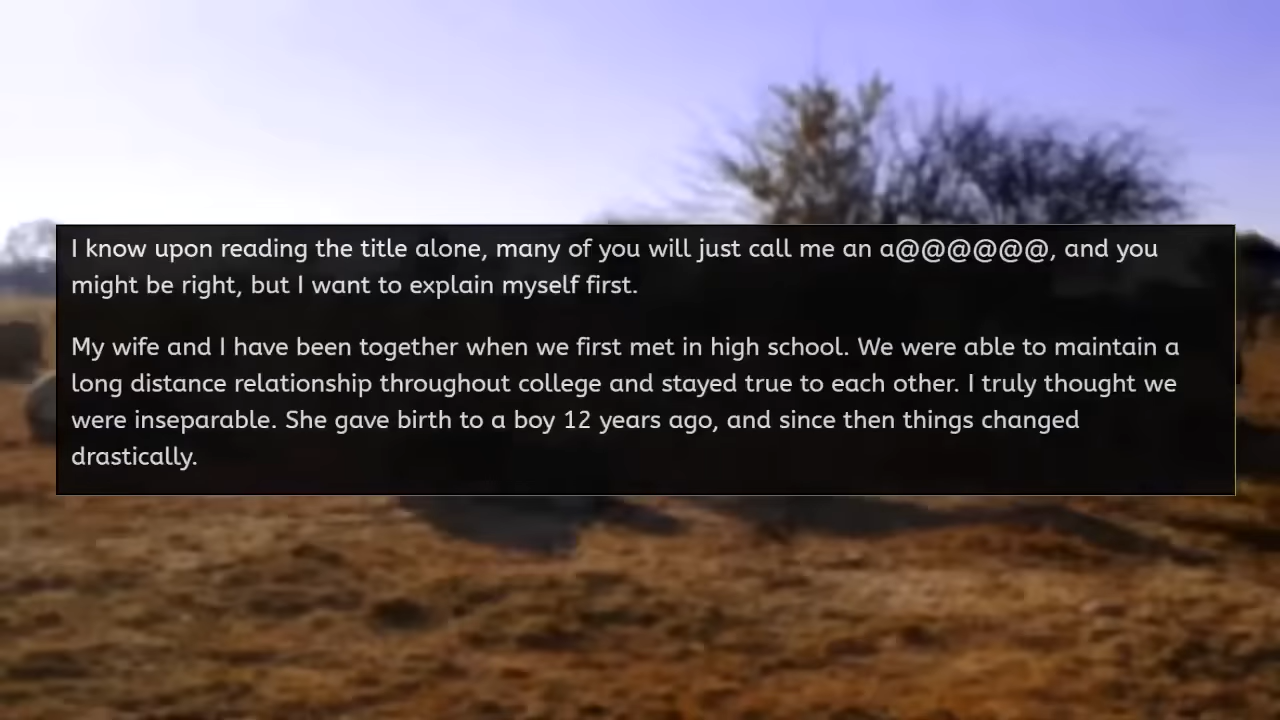 I know upon reading the title alone, many of you will just call me an a@@@@@@, and you
might be right, but I want to explain myself first.
My wife and I have been together when we first met in high school. We were able to maintain a
long distance relationship throughout college and stayed true to each other. I truly thought we
were inseparable. She gave birth to a boy 12 years ago, and since then things changed
drastically.